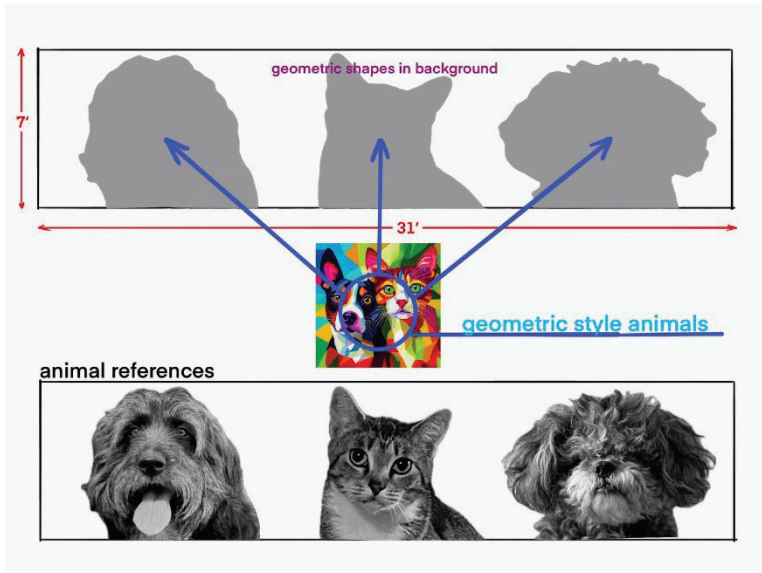 geometric shapes in background
7′
31′
geometric style animals
animal references